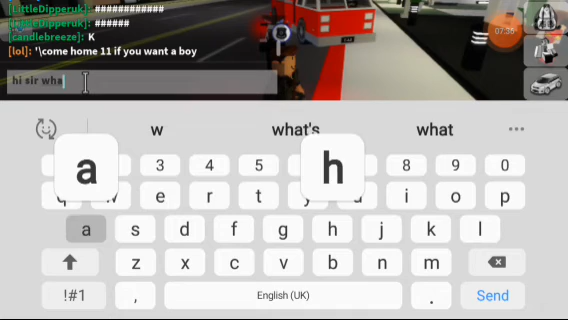 [LittleDipperuk]: ############
[LittleDipperuk]: ######
[candlebreeze]: K
[lol]: '\come home 11 if you want a boy
07:36
hi sir wha
w what's what
a h
3 4 5 8 9 0
q w e r t y u i o p
a s d f g h j k l
z x c v b n m
!#1 , English (UK) . Send